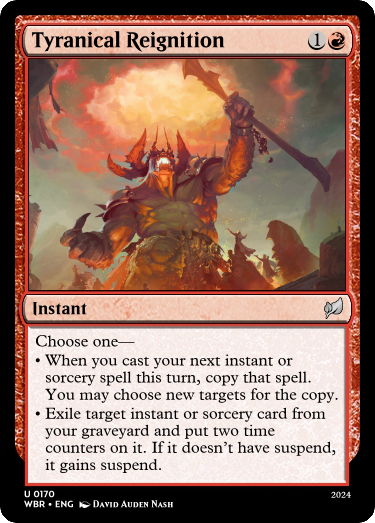 Tyranical Reignition 1
Instant
Choose one—
• When you cast your next instant or
sorcery spell this turn, copy that spell.
You may choose new targets for the copy.
• Exile target instant or sorcery card from
your graveyard and put two time
counters on it. If it doesn't have suspend,
it gains suspend.
U 0170
2024
WBR • ENG David Auden Nash